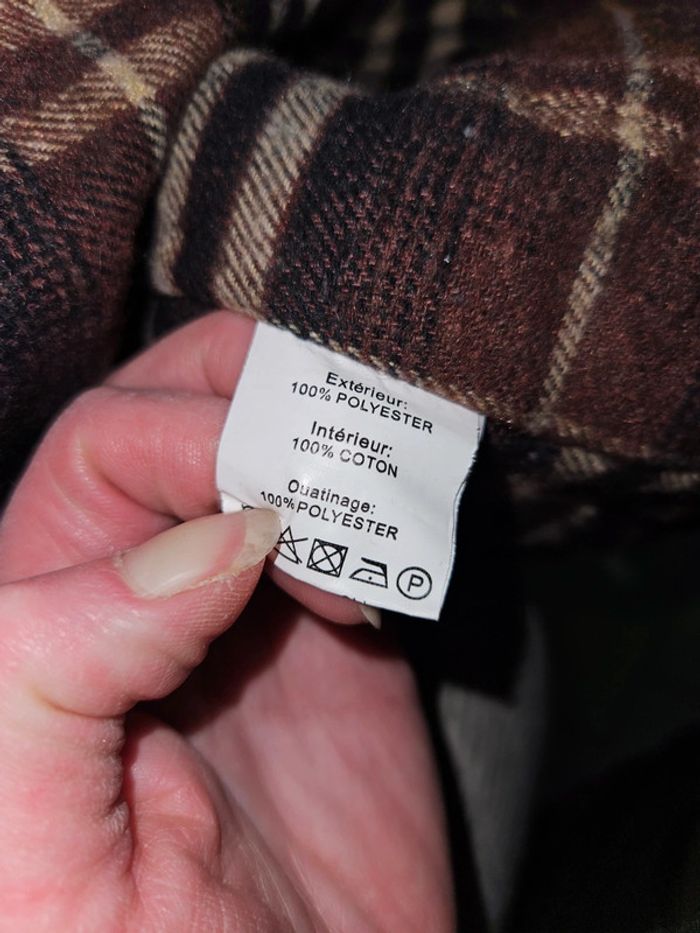 Extérieur:
100% POLYESTER
Intérieur:
100% COTON
Ouatinage:
100% POLYESTER
P